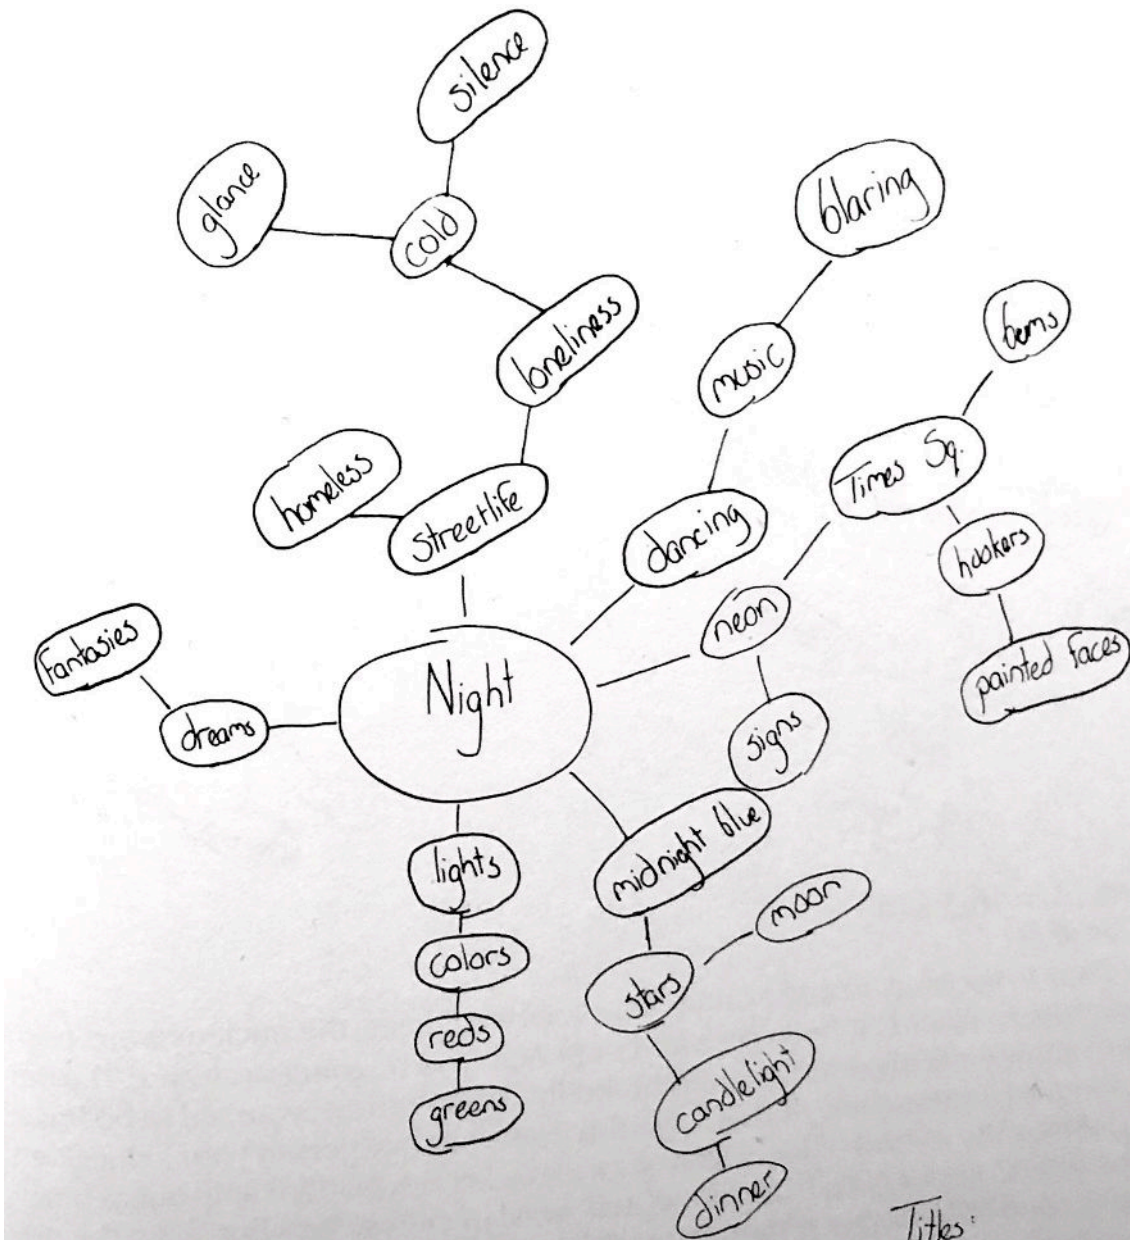 silence
glance
cold
blaring
loneliness
music
homeless
streetlife
Times Sq.
dancing
hookers
neon
painted faces
Fantasies
dreams
Night
signs
lights
midnight blue
moon
colors
stars
reds
candlelight
greens
dinner
Titles: